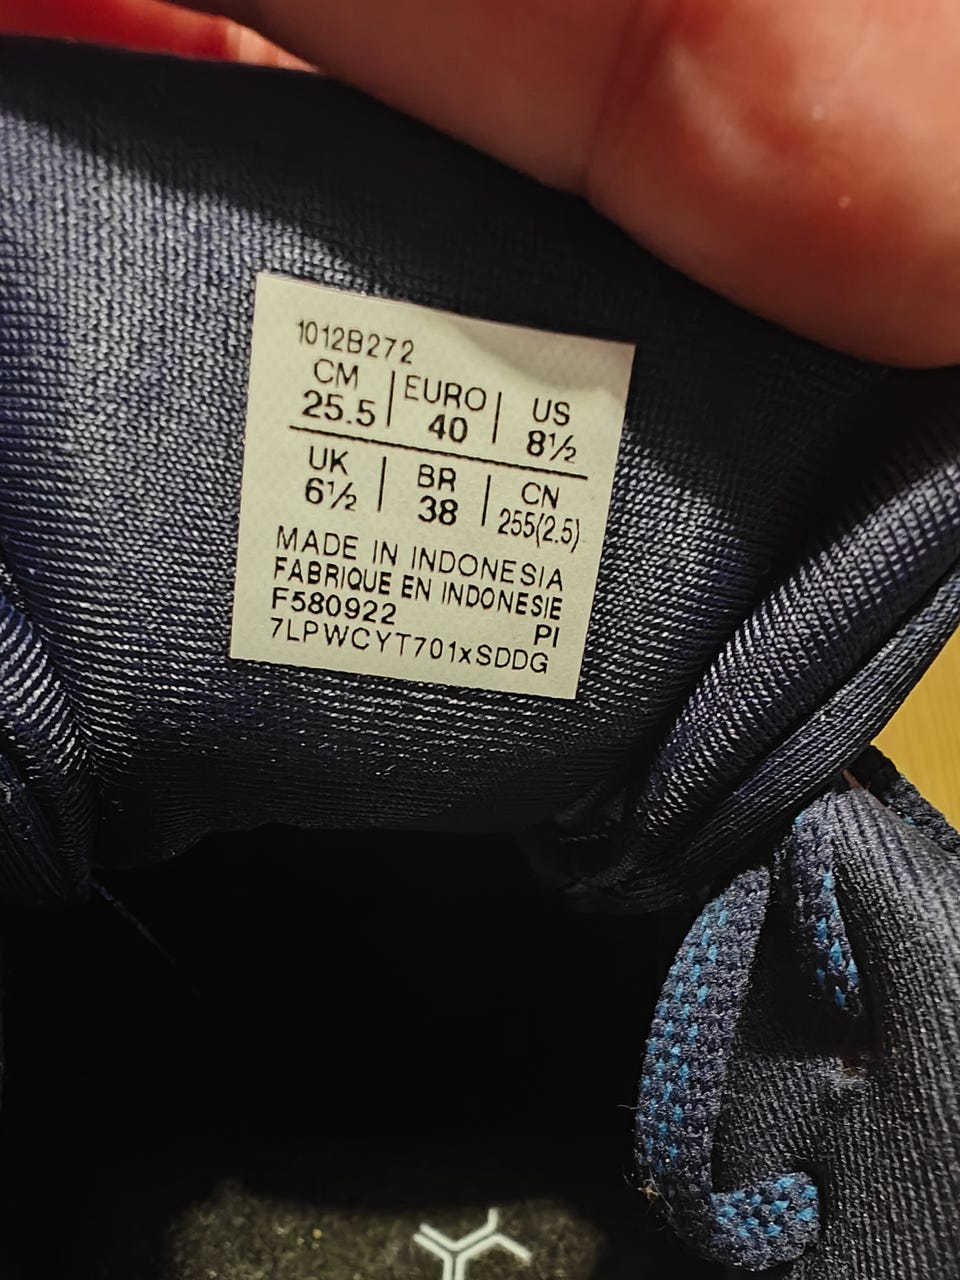 1012B272
CM | EURO | US
25.5 | 40 | 8½
UK | BR | CN
6½ | 38 | 255(2.5)
MADE IN INDONESIA
FABRIQUE EN INDONESIE
F580922 PI
7LPWCYT701xSDDG